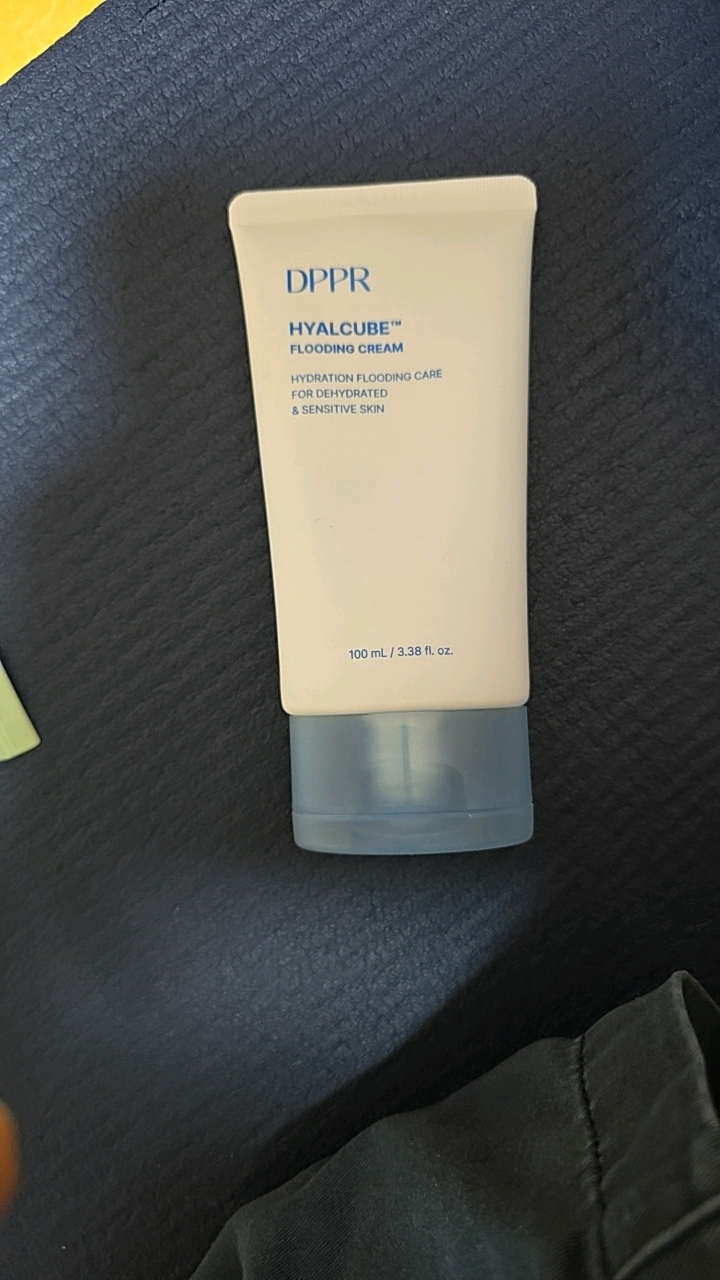 DPPR
HYALCUBE™
FLOODING CREAM
HYDRATION FLOODING CARE
FOR DEHYDRATED
& SENSITIVE SKIN
100 mL / 3.38 fl. oz.